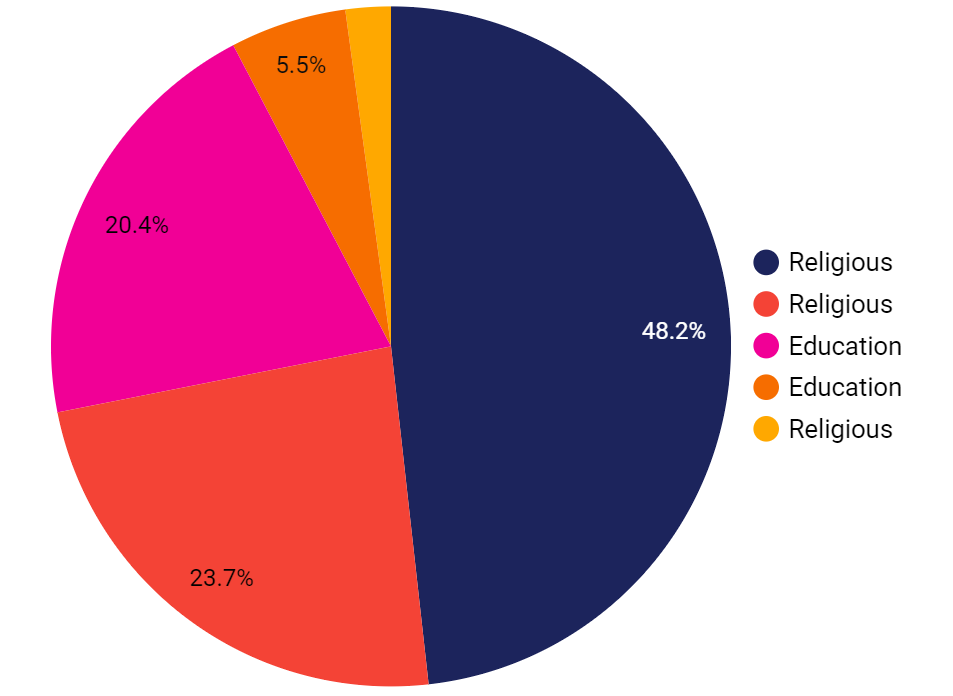 5.5%
20.4%
48.2%
23.7%
Religious
Religious
Education
Education
Religious